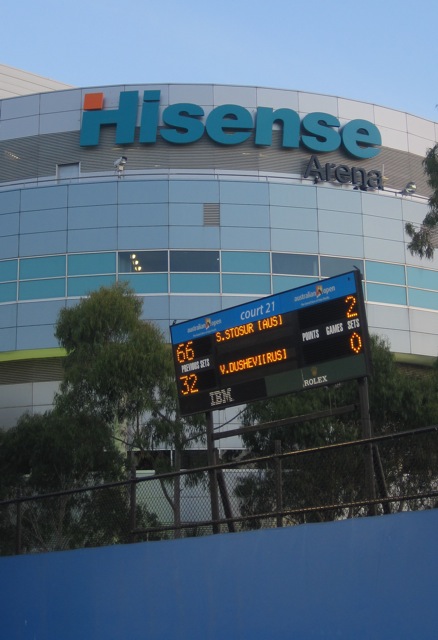 Hisense
Arena
australian open
court 21
australian open
66
S.STOSUR [AUS]
2
PREVIOUS SETS
POINTS
GAMES
SETS
32
V.DUSHEVI[RUS]
0
IBM
ROLEX